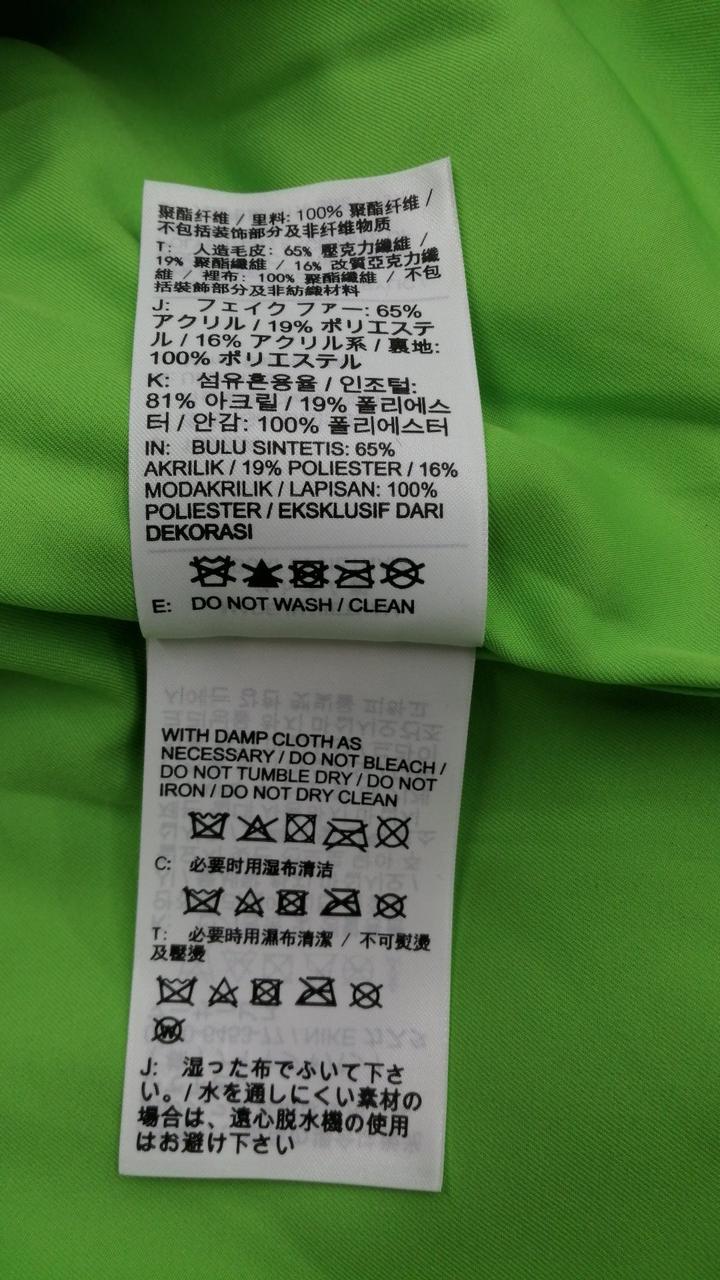 聚酯纤维 / 里料: 100% 聚酯纤维 /
不包括装饰部分及非纤维物质
T: 人造毛皮: 65% 壓克力纖維 /
19% 聚酯纖維 / 16% 改質亞克力纖
維 / 裡布: 100% 聚酯纖維 / 不包
括裝飾部分及非紡織材料
J: フェイク ファー: 65%
アクリル / 19% ポリエステ
ル / 16% アクリル系 / 裏地:
100% ポリエステル
K: 섬유혼용율 / 인조털:
81% 아크릴 / 19% 폴리에스
터 / 안감: 100% 폴리에스터
IN: BULU SINTETIS: 65%
AKRILIK / 19% POLIESTER / 16%
MODAKRILIK / LAPISAN: 100%
POLIESTER / EKSKLUSIF DARI
DEKORASI
E: DO NOT WASH / CLEAN
WITH DAMP CLOTH AS
NECESSARY / DO NOT BLEACH /
DO NOT TUMBLE DRY / DO NOT
IRON / DO NOT DRY CLEAN
C: 必要时用湿布清洁
T: 必要時用濕布清潔 / 不可熨燙
及壓燙
W
J: 湿った布でふいて下さ
い。/ 水を通しにくい素材の
場合は、遠心脱水機の使用
はお避け下さい